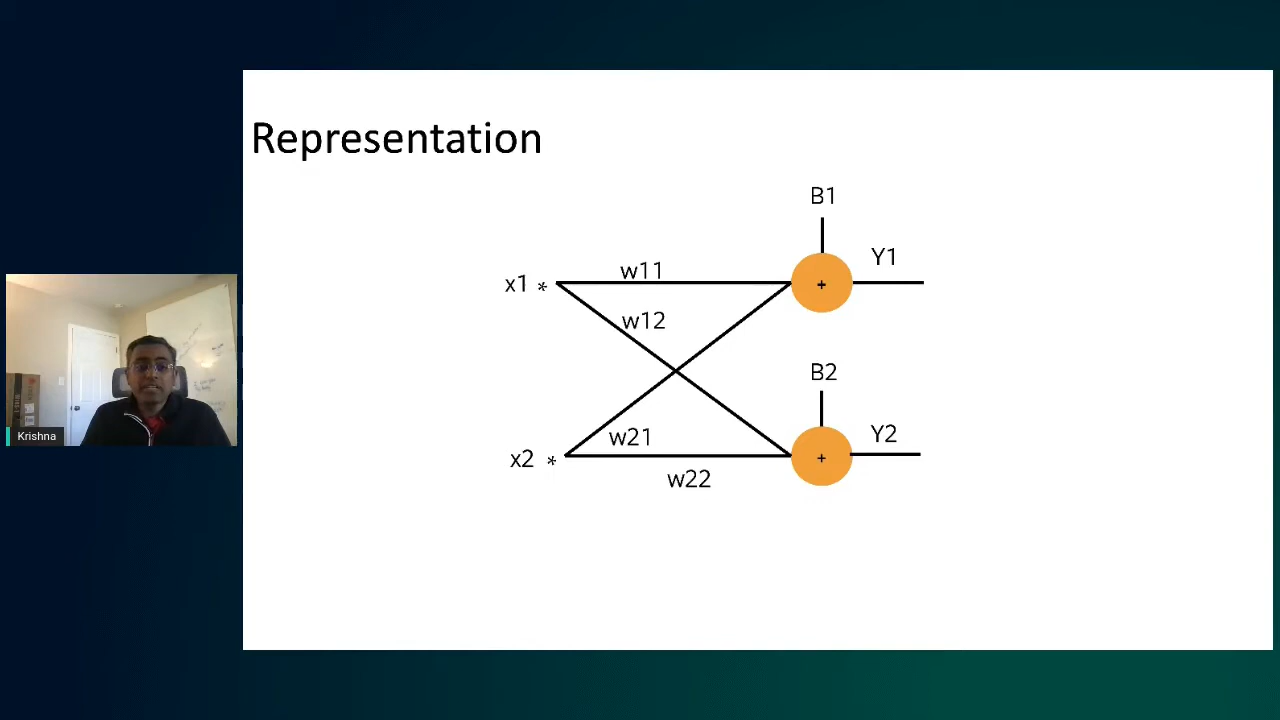 Representation
B1
Y1
w11
x1 *
+
w12
B2
Y2
w21
x2 *
+
w22
Krishna